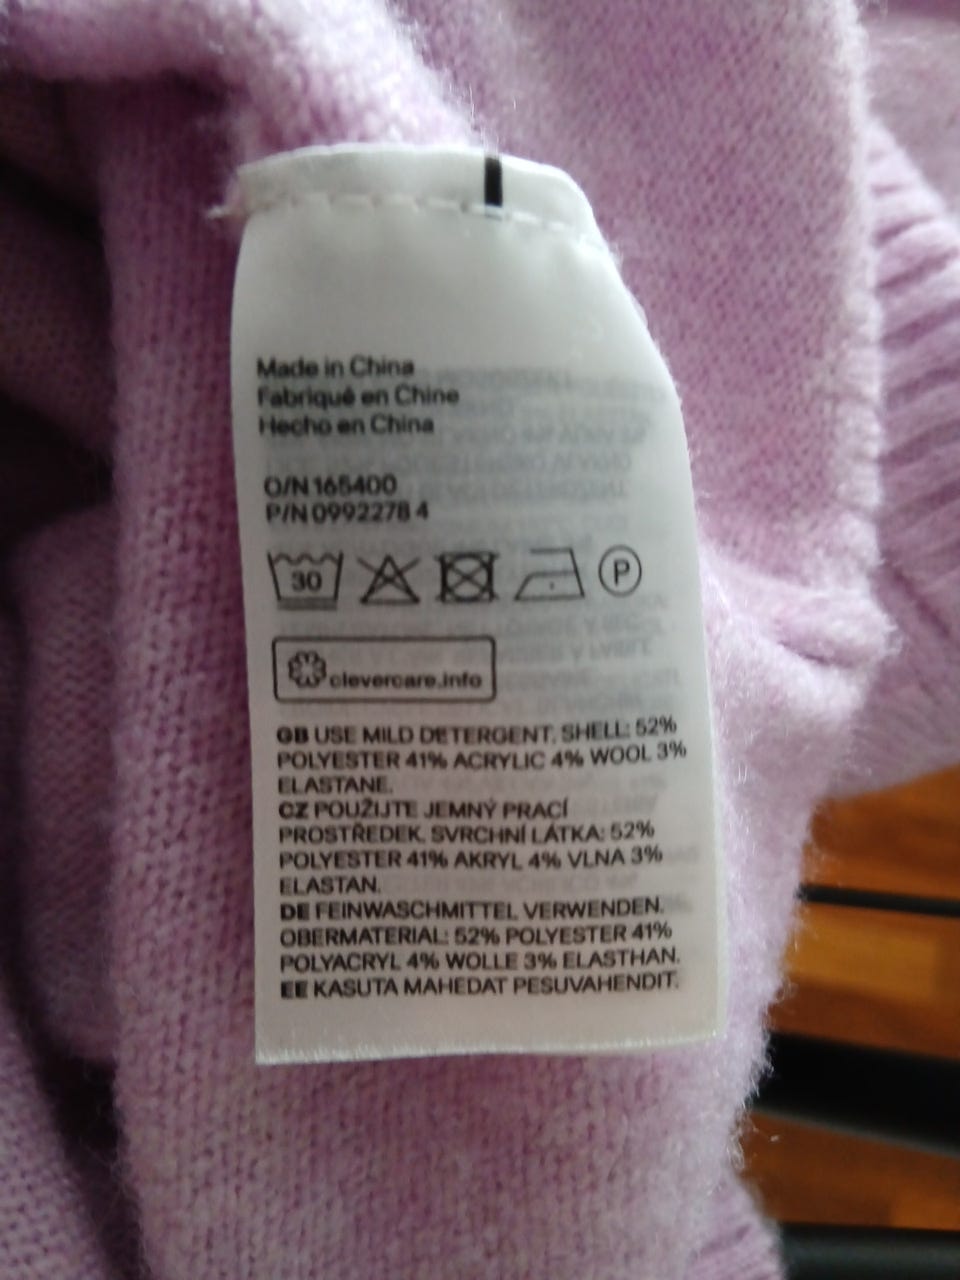 Made in China
Fabriqué en Chine
Hecho en China
O/N 165400
P/N 0992278 4
30 P
clevercare.info
GB USE MILD DETERGENT. SHELL: 52%
POLYESTER 41% ACRYLIC 4% WOOL 3%
ELASTANE.
CZ POUŽIJTE JEMNÝ PRACÍ
PROSTŘEDEK. SVRCHNÍ LÁTKA: 52%
POLYESTER 41% AKRYL 4% VLNA 3%
ELASTAN.
DE FEINWASCHMITTEL VERWENDEN.
OBERMATERIAL: 52% POLYESTER 41%
POLYACRYL 4% WOLLE 3% ELASTHAN.
EE KASUTA MAHEDAT PESUVAHENDIT.